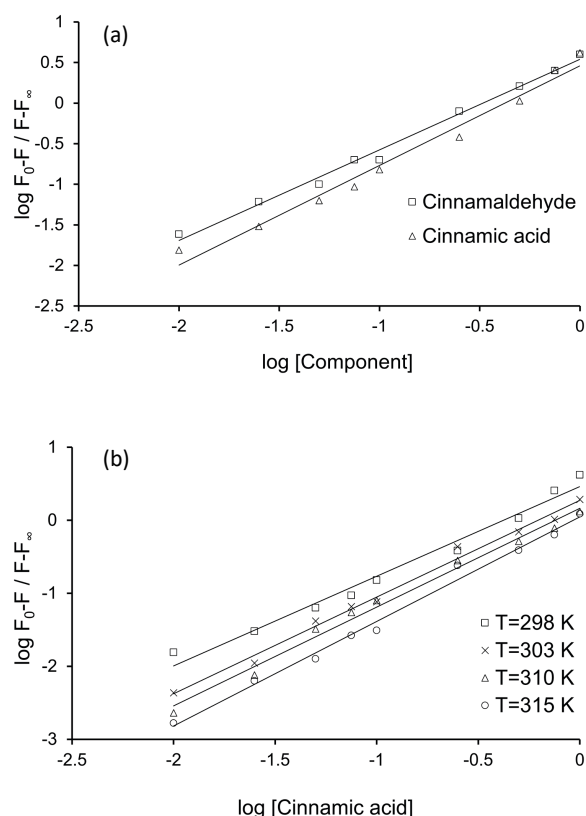 (a)
1
0.5
0
-0.5
-1
-1.5
-2
-2.5
-2.5 -2 -1.5 -1 -0.5 0
log F₀-F / F-F∞
log [Component]
Cinnamaldehyde
Cinnamic acid
(b)
1
0
-1
-2
-3
-2.5 -2 -1.5 -1 -0.5 0
log F₀-F / F-F∞
log [Cinnamic acid]
T=298 K
T=303 K
T=310 K
T=315 K